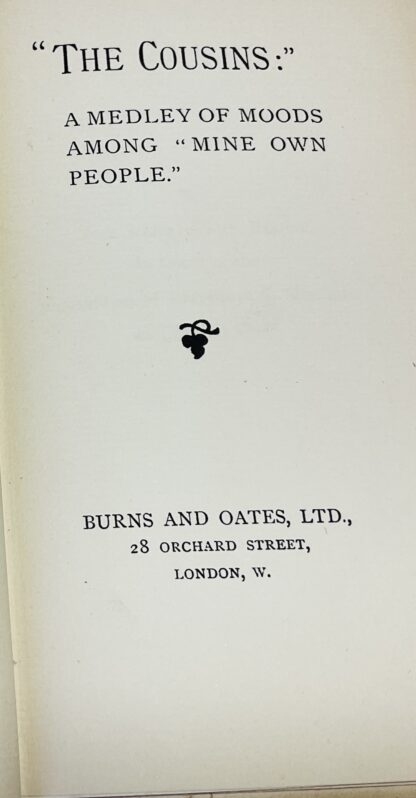 “THE COUSINS:”
A MEDLEY OF MOODS
AMONG “MINE OWN
PEOPLE.”
BURNS AND OATES, LTD.,
28 ORCHARD STREET,
LONDON, W.